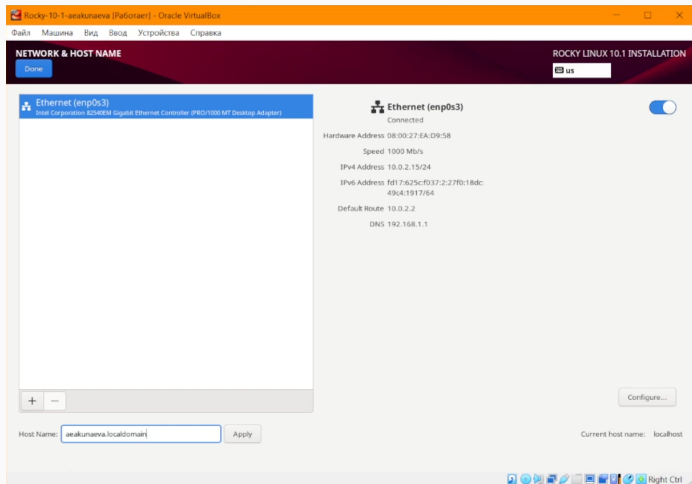 Rocky-10-1-aeakunaeva [Работает] - Oracle VirtualBox
Файл Машина Вид Ввод Устройства Справка
NETWORK & HOST NAME
ROCKY LINUX 10.1 INSTALLATION
Done
us
Ethernet (enp0s3)
Intel Corporation 82540EM Gigabit Ethernet Controller (PRO/1000 MT Desktop Adapter)
Ethernet (enp0s3)
Connected
Hardware Address 08:00:27:EA:D9:58
Speed 1000 Mb/s
IPv4 Address 10.0.2.15/24
IPv6 Address fd17:625c:f037:2:27f0:18dc:
49c4:1917/64
Default Route 10.0.2.2
DNS 192.168.1.1
+ −
Configure...
Host Name: aeakunaeva.localdomain Apply Current host name: localhost
Right Ctrl